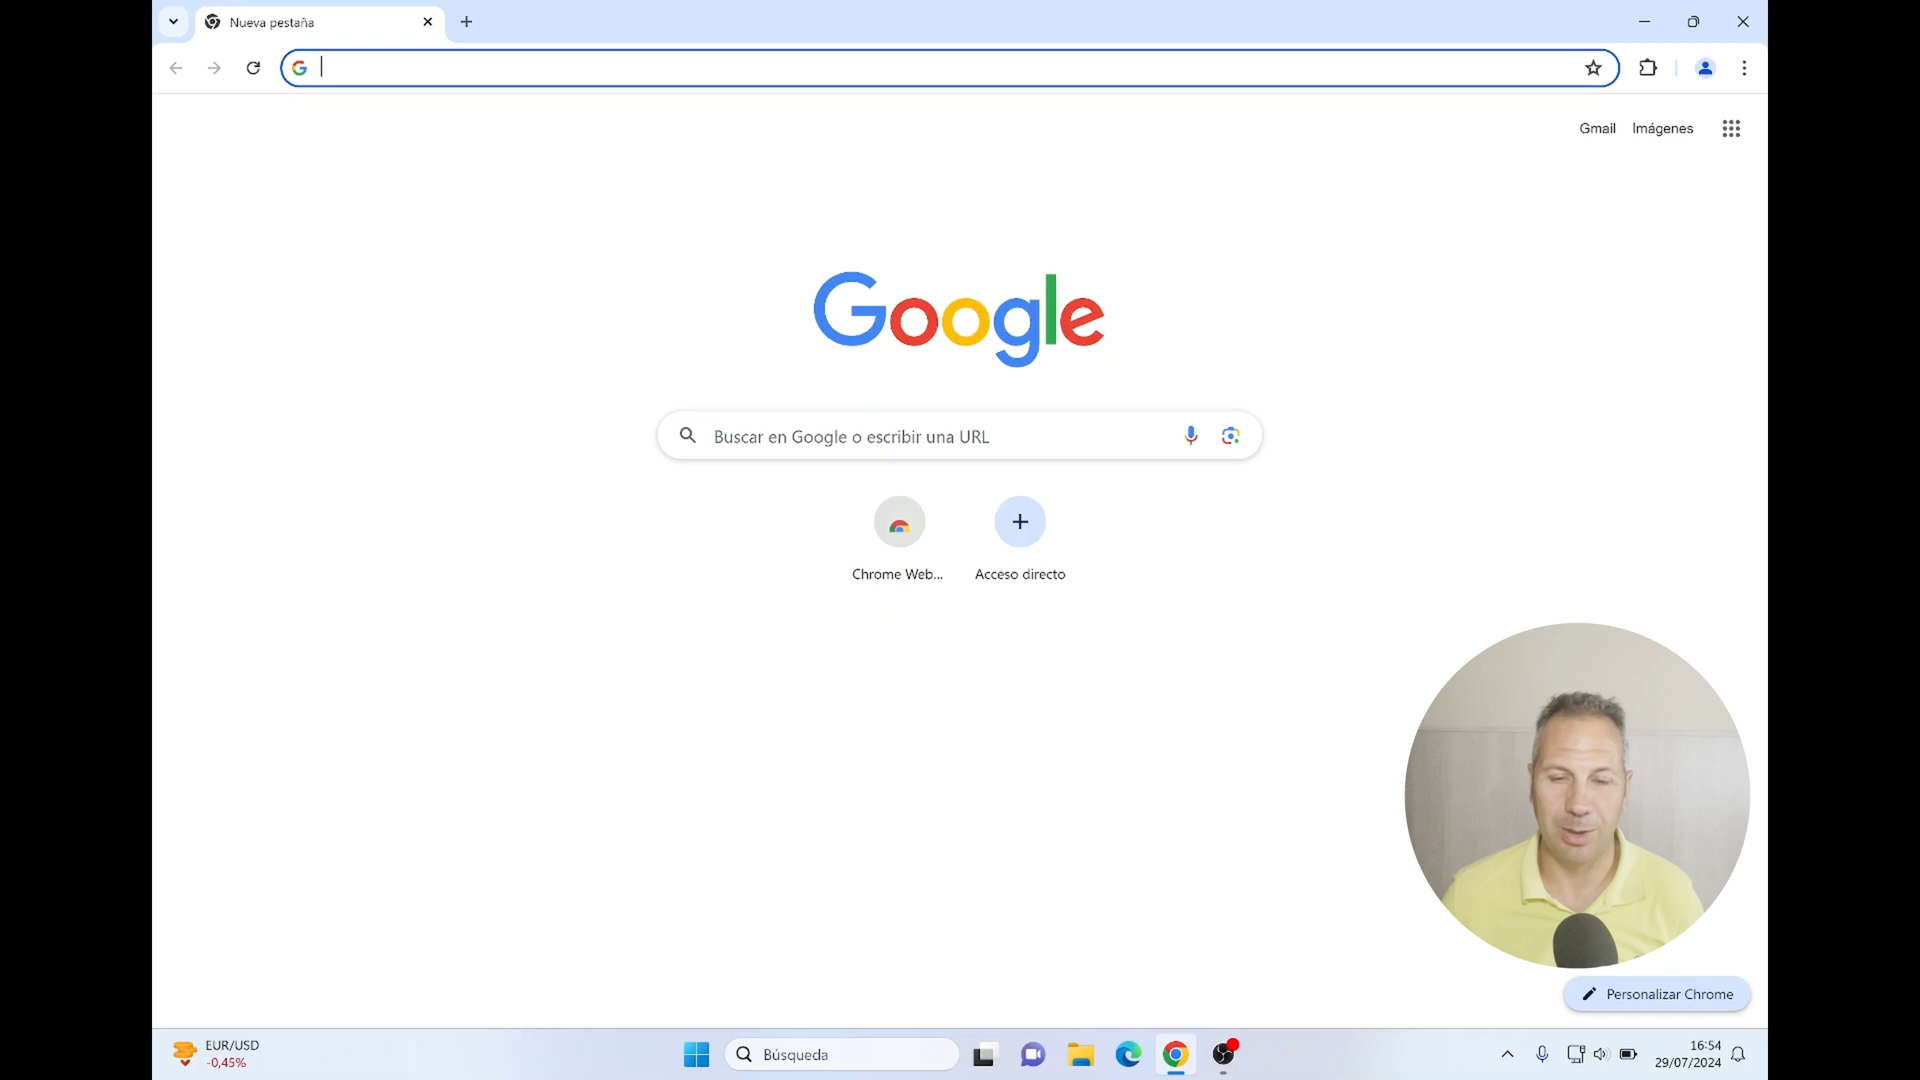 Nueva pestaña
Gmail
Imágenes
Google
Buscar en Google o escribir una URL
Chrome Web...
Acceso directo
Personalizar Chrome
EUR/USD
-0,45%
Búsqueda
16:54
29/07/2024